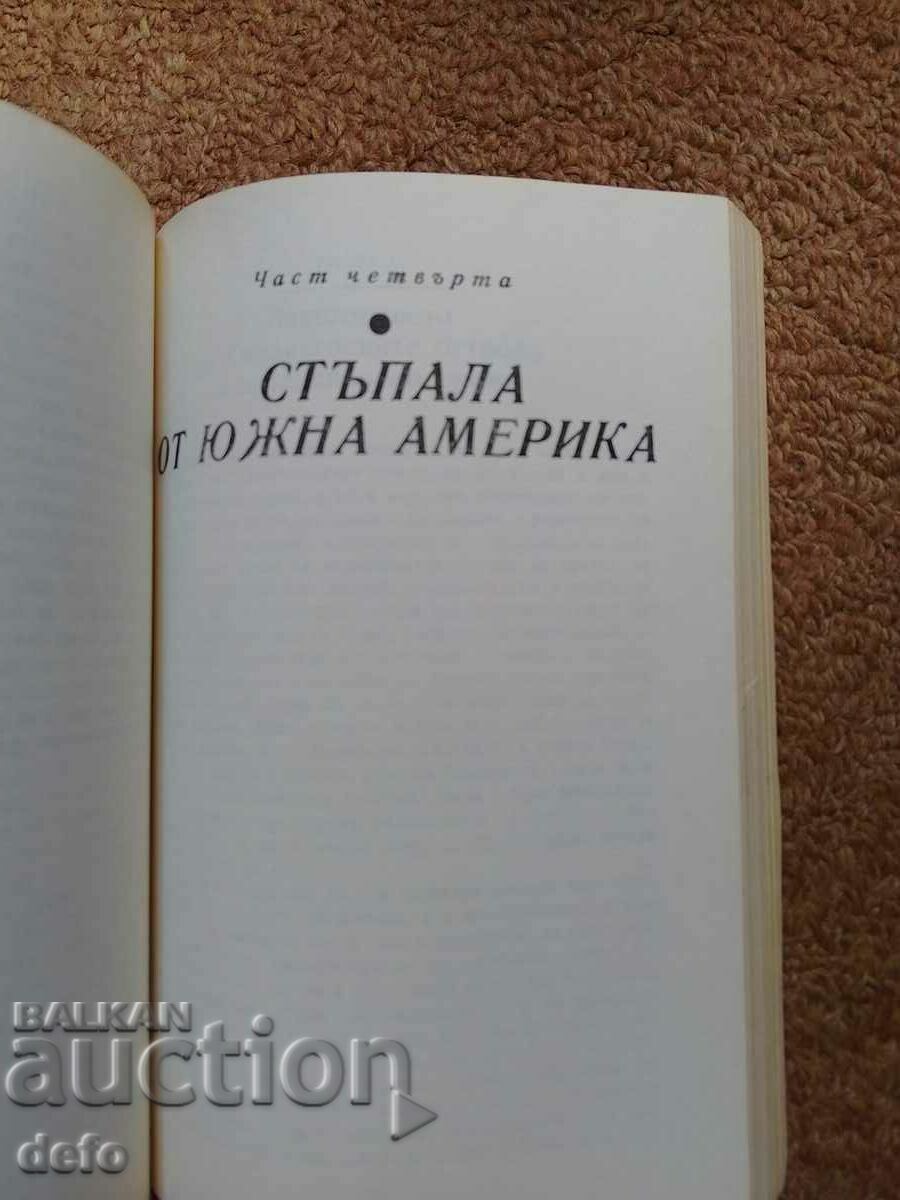 Част четвърта
СТЪПАЛА
ОТ ЮЖНА АМЕРИКА
BALKAN
auction
defo